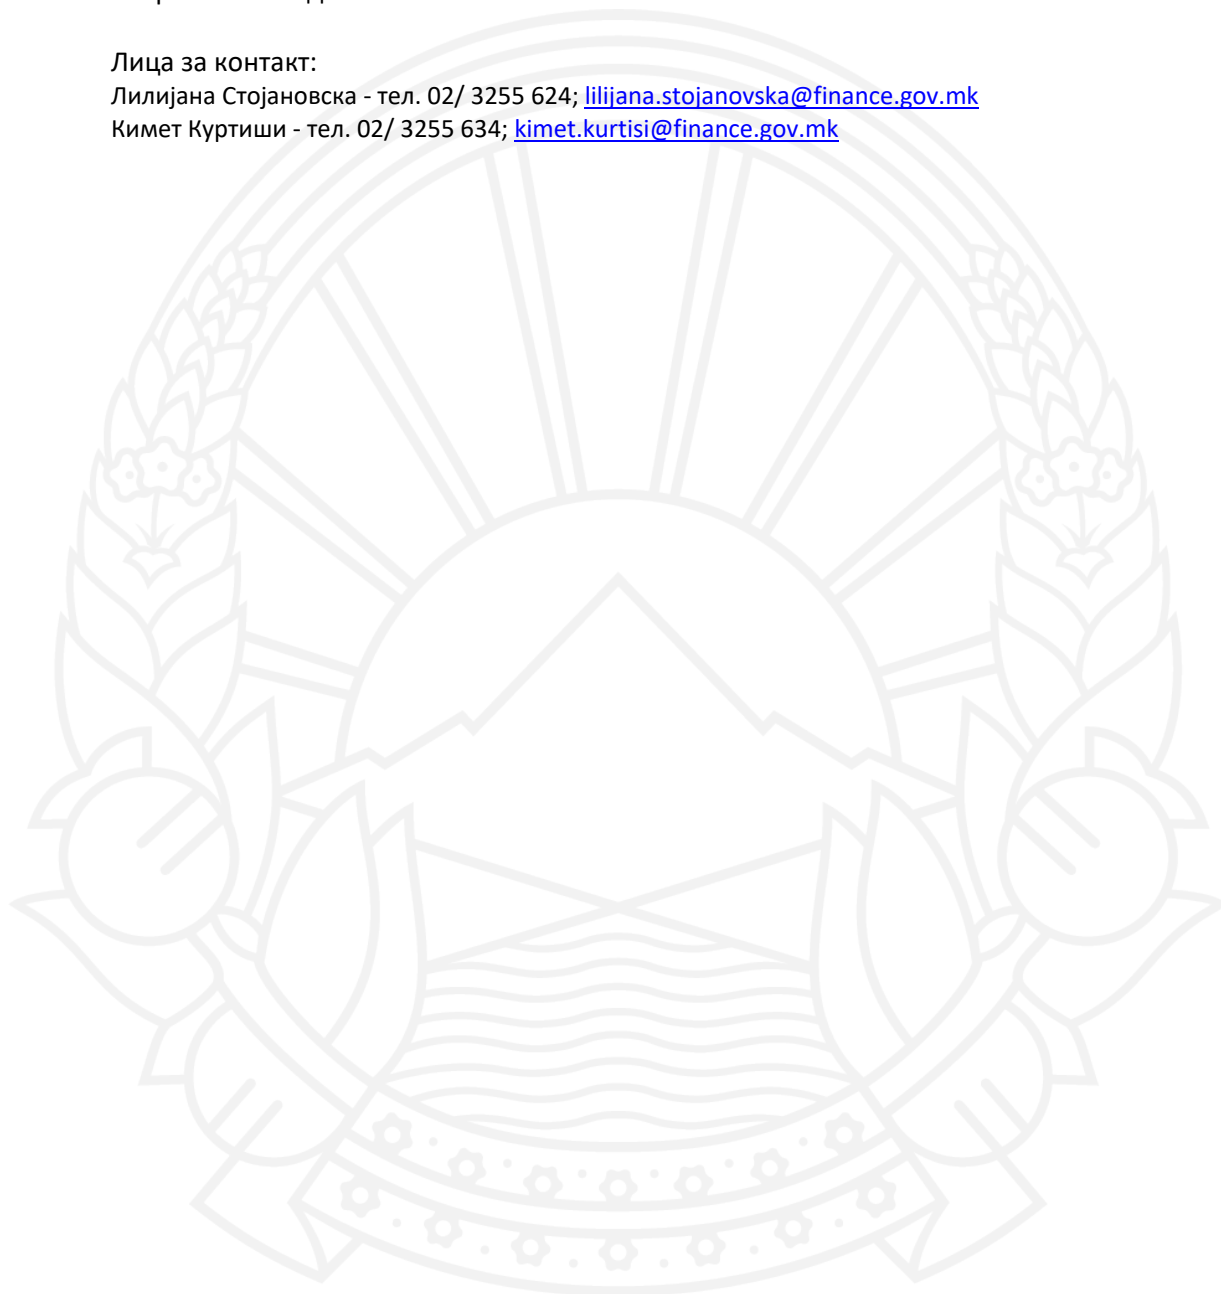 Лица за контакт:
Лилијана Стојановска - тел. 02/ 3255 624; lilijana.stojanovska@finance.gov.mk
Кимет Куртиши - тел. 02/ 3255 634; kimet.kurtisi@finance.gov.mk